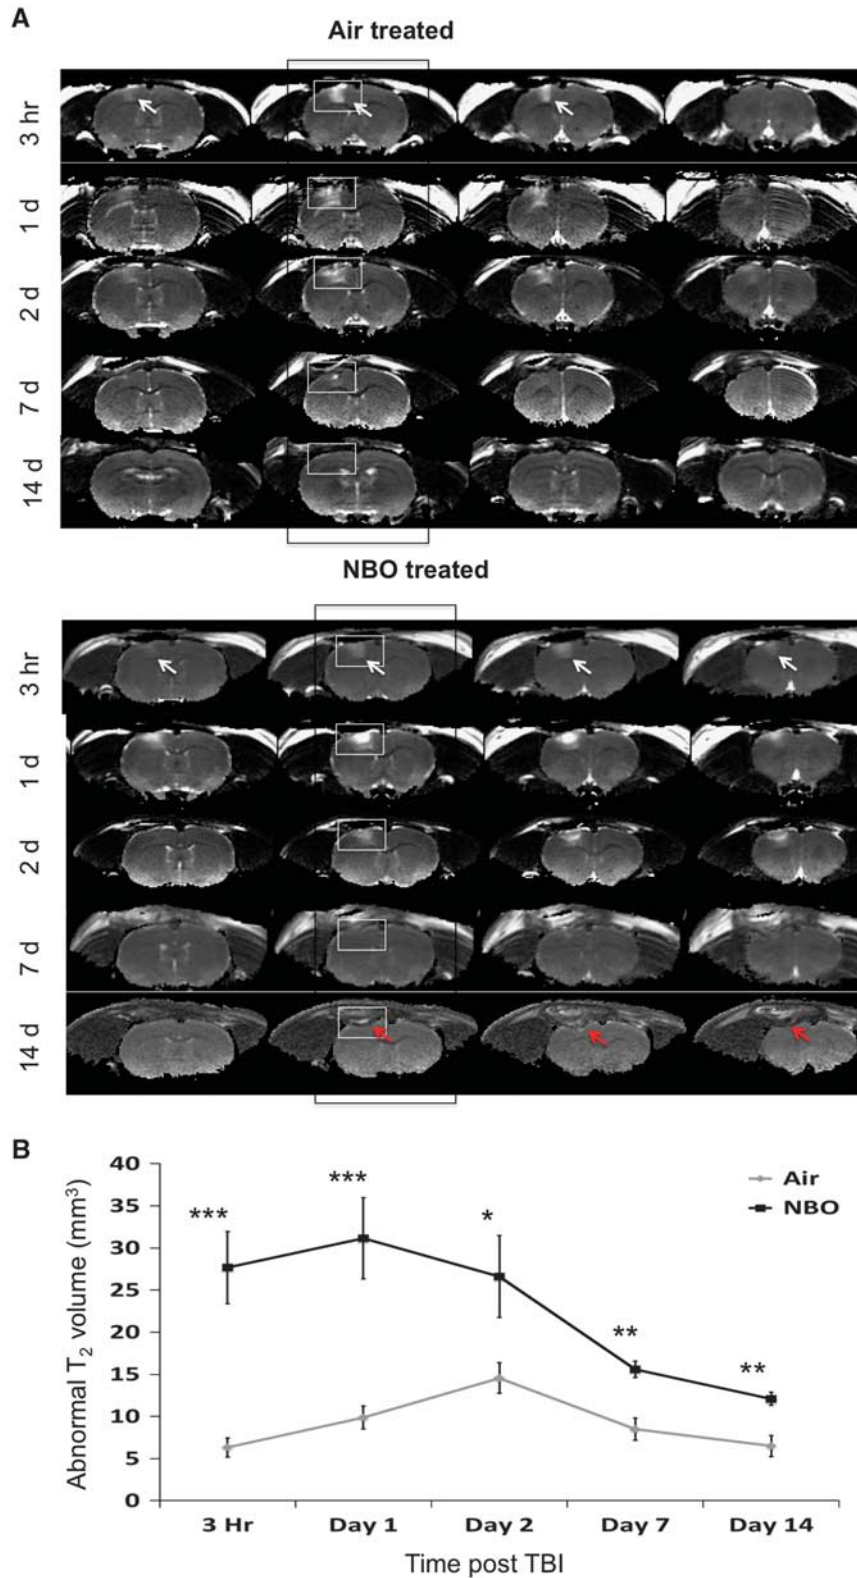 A
Air treated
3 hr
1 d
2 d
7 d
14 d
NBO treated
3 hr
1 d
2 d
7 d
14 d
B
Abnormal T₂ volume (mm³)
40
35
30
25
20
15
10
5
0
***
***
*
**
**
Air
NBO
3 Hr Day 1 Day 2 Day 7 Day 14
Time post TBI